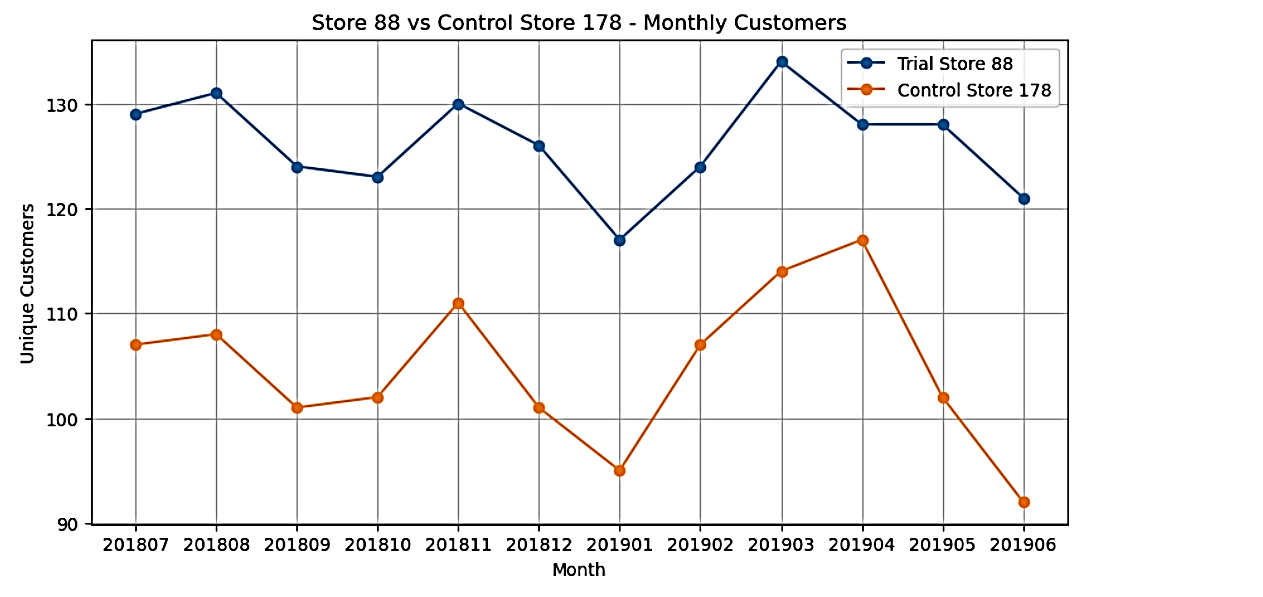 Store 88 vs Control Store 178 - Monthly Customers
Trial Store 88
Control Store 178
130
120
110
100
90
Unique Customers
201807 201808 201809 201810 201811 201812 201901 201902 201903 201904 201905 201906
Month